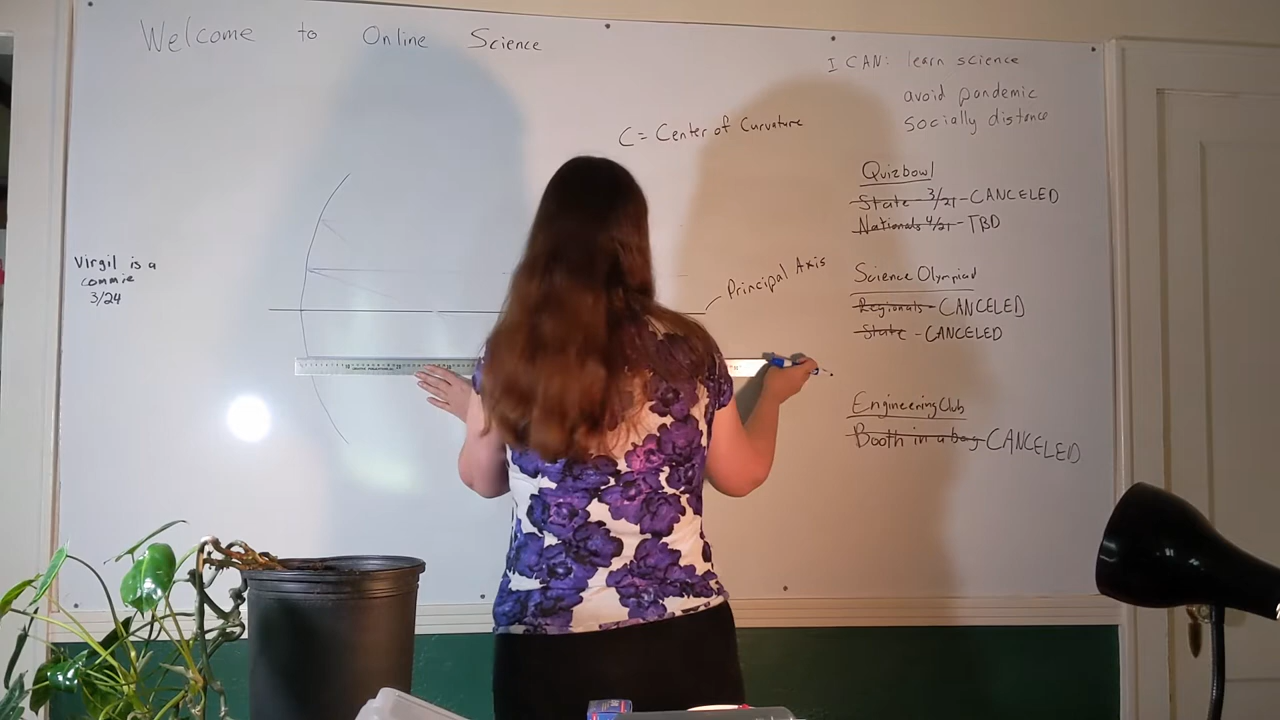 Welcome to Online Science
I CAN: learn science
avoid pandemic
socially distance
C = Center of Curvature
Quizbowl
State 3/21 - CANCELED
Nationals 4/21 - TBD
Virgil is a
commie
3/24
Principal Axis
Science Olympiad
Regionals - CANCELED
State - CANCELED
Engineering Club
Booth in a bag CANCELED